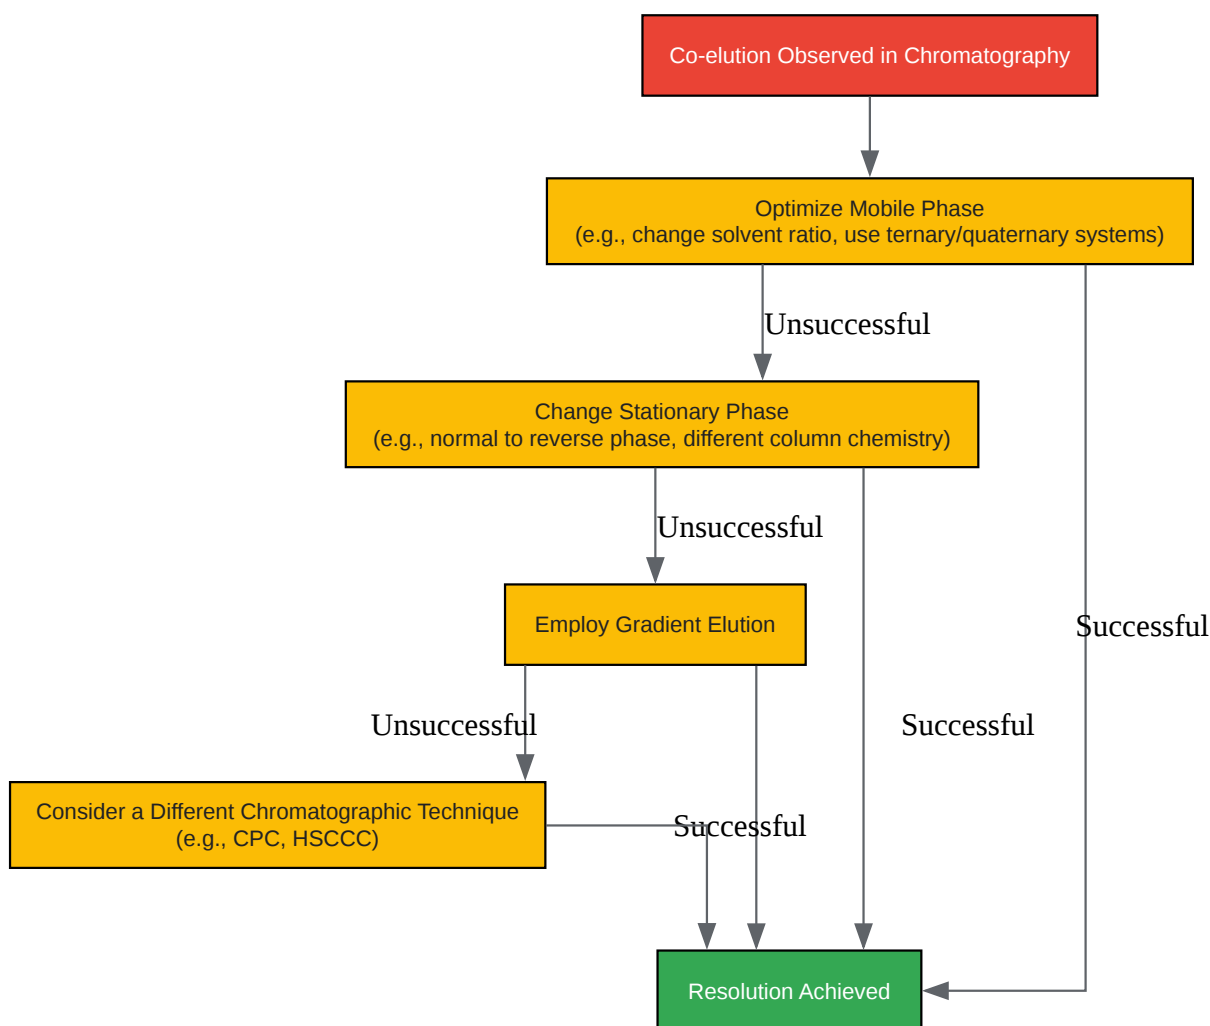 Co-elution Observed in Chromatography
Optimize Mobile Phase
(e.g., change solvent ratio, use ternary/quaternary systems)
Unsuccessful
Change Stationary Phase
(e.g., normal to reverse phase, different column chemistry)
Unsuccessful
Employ Gradient Elution
Successful
Unsuccessful
Successful
Consider a Different Chromatographic Technique
(e.g., CPC, HSCCC)
Successful
Resolution Achieved